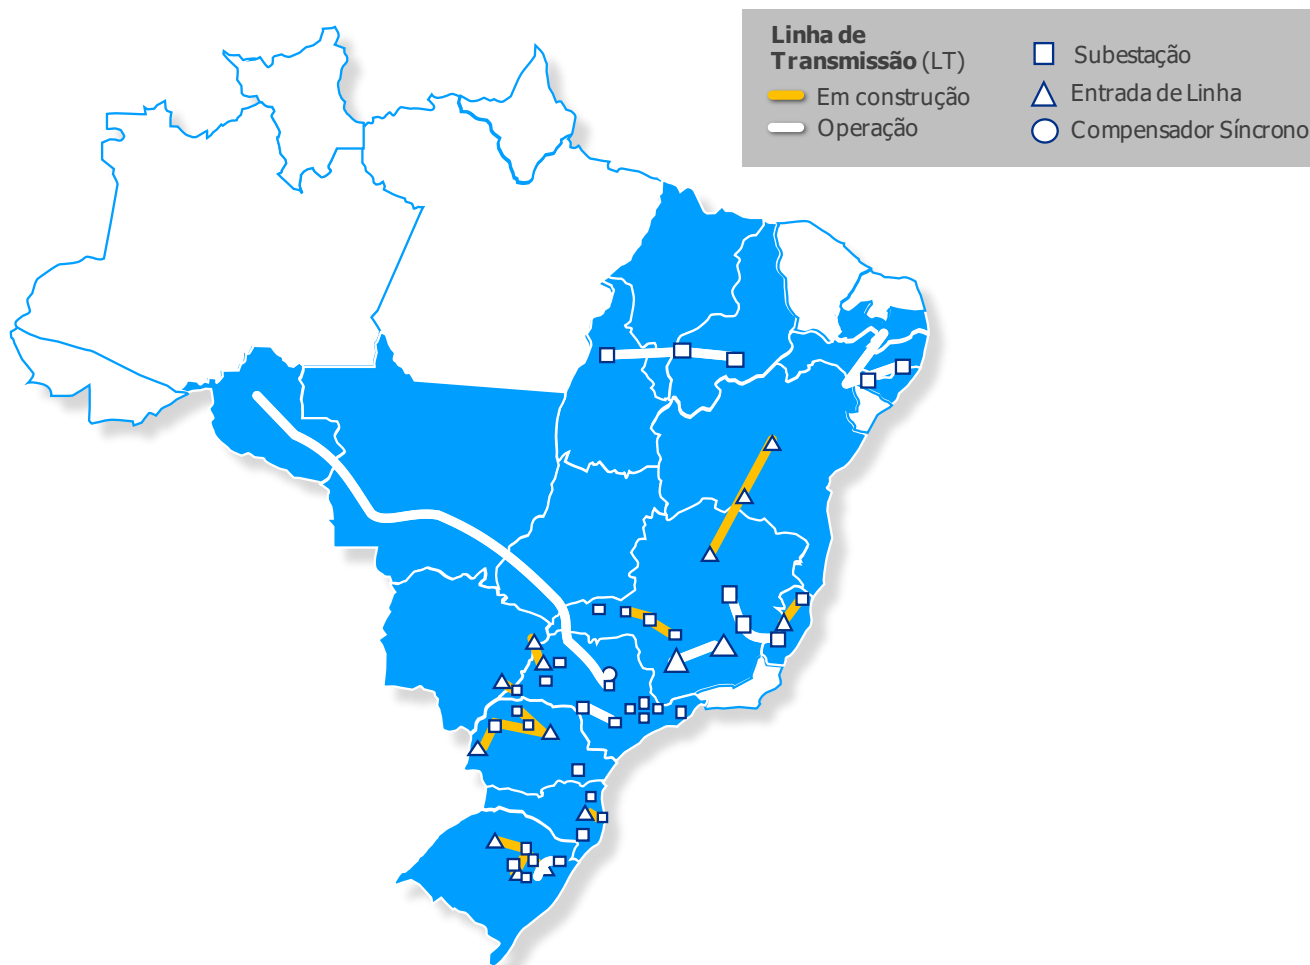 Linha de
Transmissão (LT)
Em construção
Operação
Subestação
Entrada de Linha
Compensador Síncrono